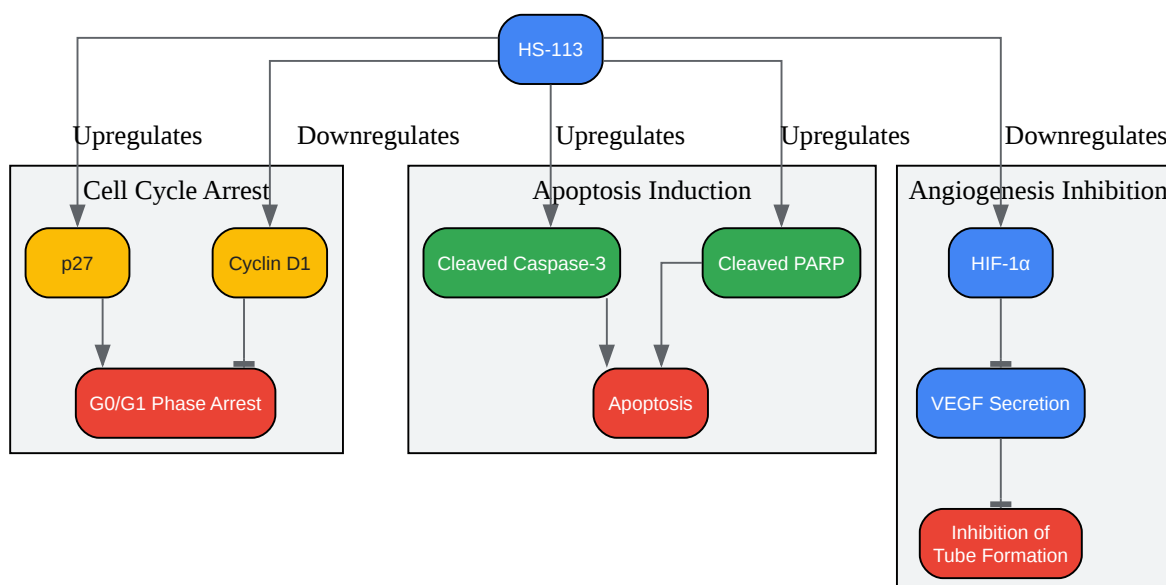 HS-113
Upregulates
Downregulates
Upregulates
Upregulates
Downregulates
Cell Cycle Arrest
Apoptosis Induction
Angiogenesis Inhibition
p27
Cyclin D1
Cleaved Caspase-3
Cleaved PARP
HIF-1α
G0/G1 Phase Arrest
Apoptosis
VEGF Secretion
Inhibition of
Tube Formation